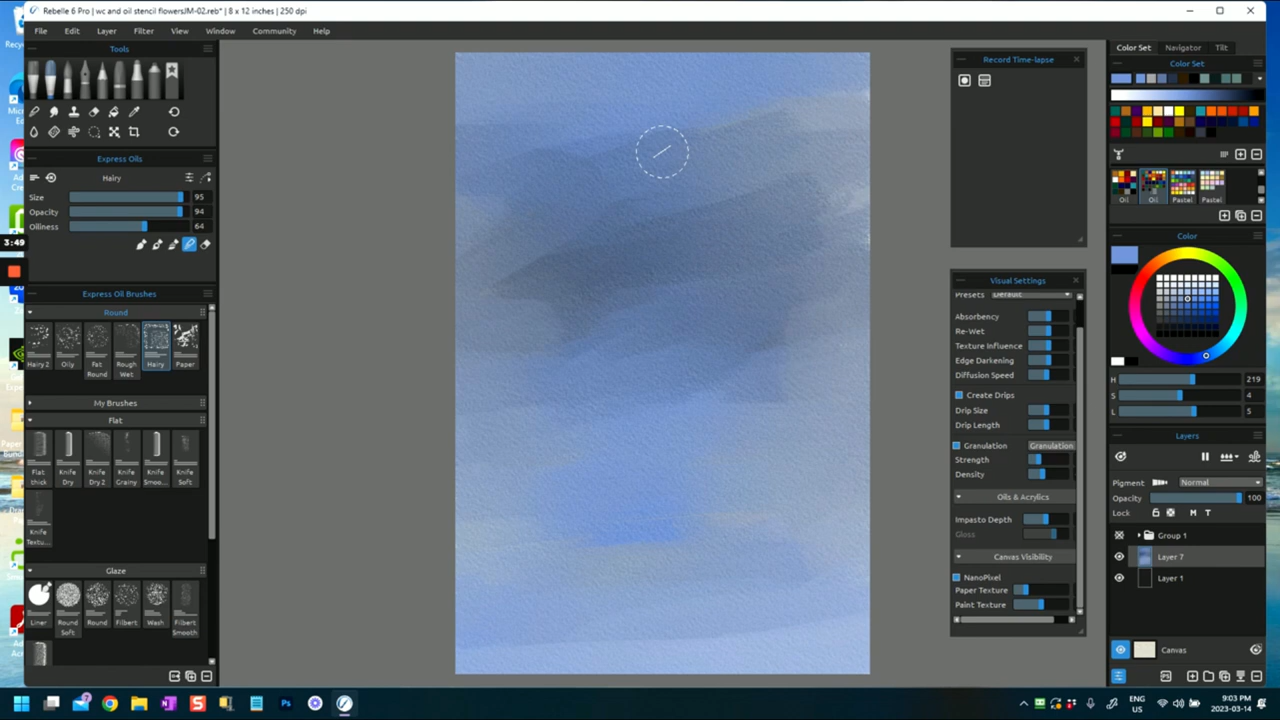 Rebelle 6 Pro | wc and oil stencil flowersJM-02.reb* | 8 x 12 inches | 250 dpi
File Edit Layer Filter View Window Community Help
Tools
Express Oils
Hairy
Size 95
Opacity 94
Oiliness 64
3:49
Express Oil Brushes
Round
Hairy 2 Oily Fat Round Rough Wet Hairy Paper
My Brushes
Flat
Flat thick Knife Dry Knife Dry 2 Knife Grainy Knife Smoo... Knife Soft
Knife Textu...
Glaze
Liner Round Soft Round Filbert Wash Filbert Smooth
Record Time-lapse
Visual Settings
Presets Default
Absorbency
Re-Wet
Texture Influence
Edge Darkening
Diffusion Speed
Create Drips
Drip Size
Drip Length
Granulation Granulation
Strength
Density
Oils & Acrylics
Impasto Depth
Gloss
Canvas Visibility
NanoPixel
Paper Texture
Paint Texture
Color Set Navigator Tilt
Color Set
Oil Oil Pastel Pastel
Color
H 219
S 4
L 5
Layers
Pigment Normal
Opacity 100
Lock M T
Group 1
Layer 7
Layer 1
Canvas
PS
ENG
US
9:03 PM
2023-03-14